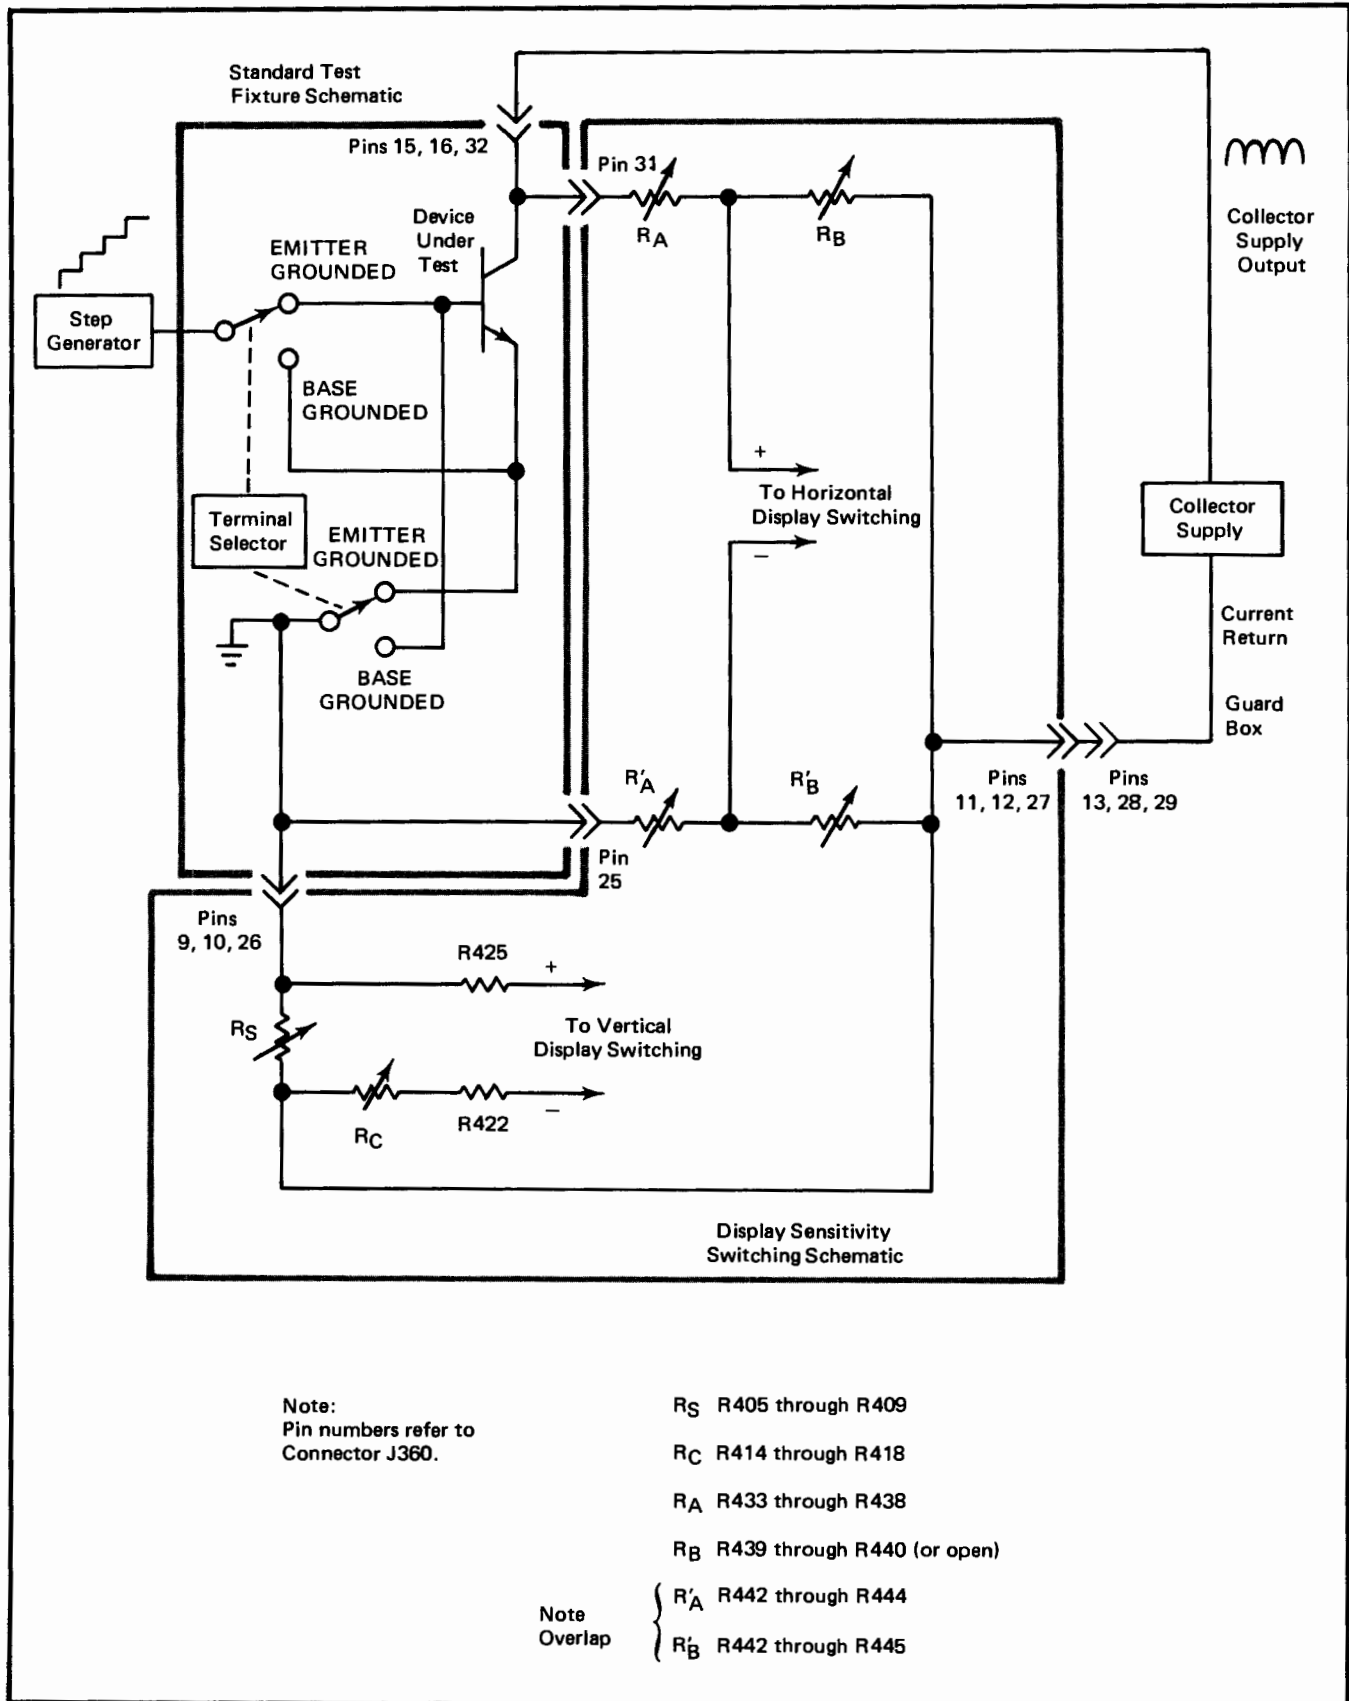 Standard Test
Fixture Schematic
Pins 15, 16, 32
Pin 31
RA
RB
Collector
Supply
Output
Device
Under
Test
EMITTER
GROUNDED
Step
Generator
BASE
GROUNDED
+
To Horizontal
Display Switching
−
Terminal
Selector
EMITTER
GROUNDED
BASE
GROUNDED
Collector
Supply
Current
Return
Guard
Box
R′A
R′B
Pins
11, 12, 27
Pins
13, 28, 29
Pin
25
Pins
9, 10, 26
R425
+
RS
To Vertical
Display Switching
RC
R422
−
Display Sensitivity
Switching Schematic
Note:
Pin numbers refer to
Connector J360.
RS R405 through R409
RC R414 through R418
RA R433 through R438
RB R439 through R440 (or open)
Note
Overlap
R′A R442 through R444
R′B R442 through R445